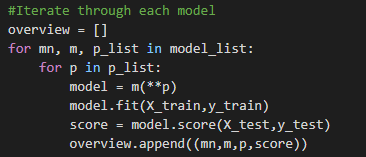 #Iterate through each model
overview = []
for mn, m, p_list in model_list:
    for p in p_list:
        model = m(**p)
        model.fit(X_train,y_train)
        score = model.score(X_test,y_test)
        overview.append((mn,m,p,score))